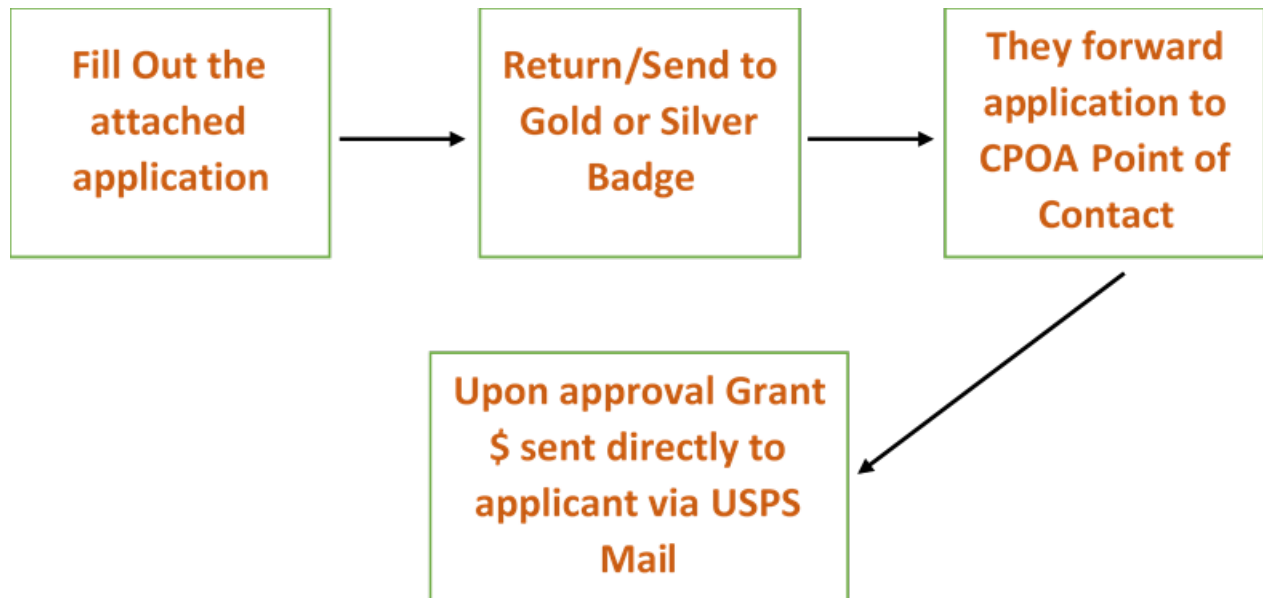 Fill Out the
attached
application
Return/Send to
Gold or Silver
Badge
They forward
application to
CPOA Point of
Contact
Upon approval Grant
$ sent directly to
applicant via USPS
Mail